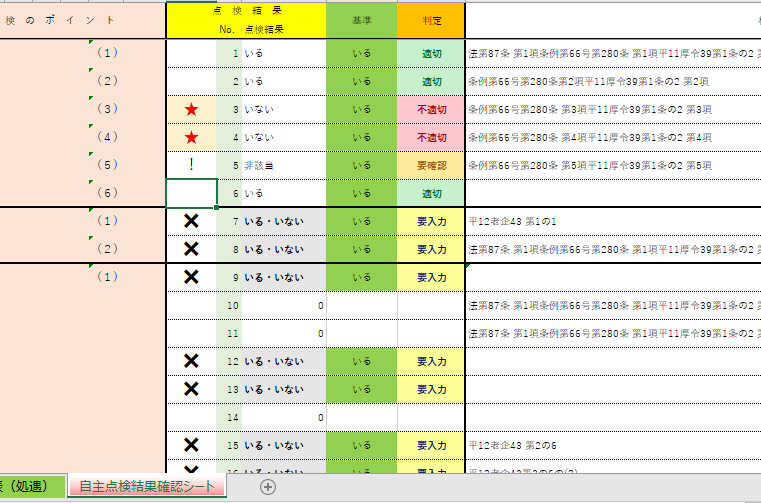 検 の ポ イ ン ト
点 検 結 果
No. 点検結果
基準
判定
(1) 1 いる いる 適切 法第87条 第1項条例第66号第280条 第1項平11厚令39第1条の2
(2) 2 いる いる 適切 条例第66号第280条第2項平11厚令39第1条の2 第2項
(3) ★ 3 いない いる 不適切 条例第66号第280条 第3項平11厚令39第1条の2 第3項
(4) ★ 4 いない いる 不適切 条例第66号第280条 第4項平11厚令39第1条の2 第4項
(5) ! 5 非該当 いる 要確認 条例第66号第280条 第5項平11厚令39第1条の2 第5項
(6) 6 いる いる 適切
(1) × 7 いる・いない いる 要入力 平12老企43 第1の1
(2) × 8 いる・いない いる 要入力 法第87条 第1項条例第66号第280条 第1項平11厚令39第1条の2
(1) × 9 いる・いない いる 要入力
10 0 法第87条 第1項条例第66号第280条 第1項平11厚令39第1条の2
11 0 法第87条 第1項条例第66号第280条 第1項平11厚令39第1条の2
× 12 いる・いない いる 要入力
× 13 いる・いない いる 要入力
14 0
× 15 いる・いない いる 要入力 平12老企43 第2の6
(処遇) 自主点検結果確認シート